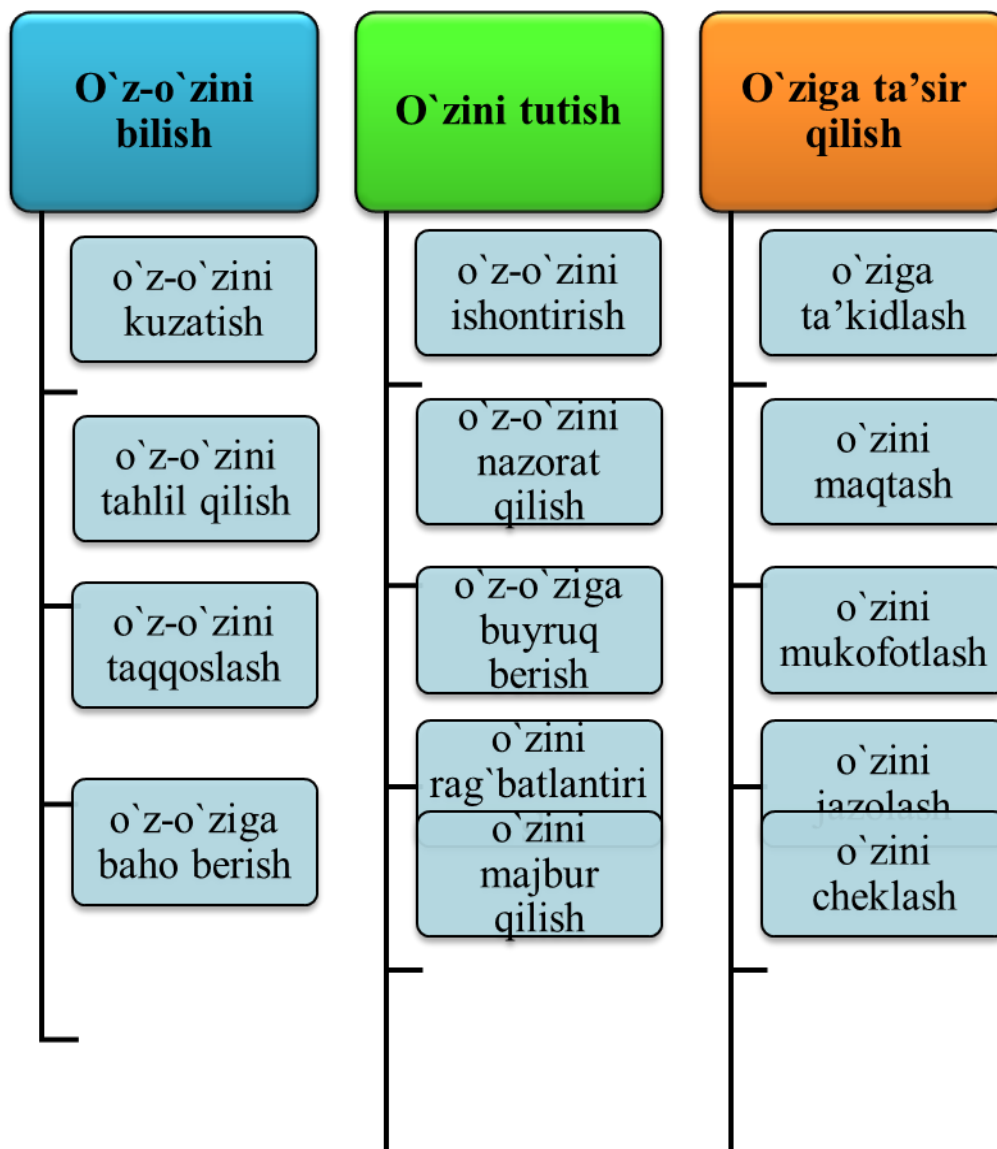 O`z-o`zini
bilish
o`z-o`zini
kuzatish
o`z-o`zini
tahlil qilish
o`z-o`zini
taqqoslash
o`z-o`ziga
baho berish
O`zini tutish
o`z-o`zini
ishontirish
o`z-o`zini
nazorat
qilish
o`z-o`ziga
buyruq
berish
o`zini
rag`batlantiri
o`zini
majbur
qilish
O`ziga ta’sir
qilish
o`ziga
ta’kidlash
o`zini
maqtash
o`zini
mukofotlash
o`zini
jazolash
o`zini
cheklash